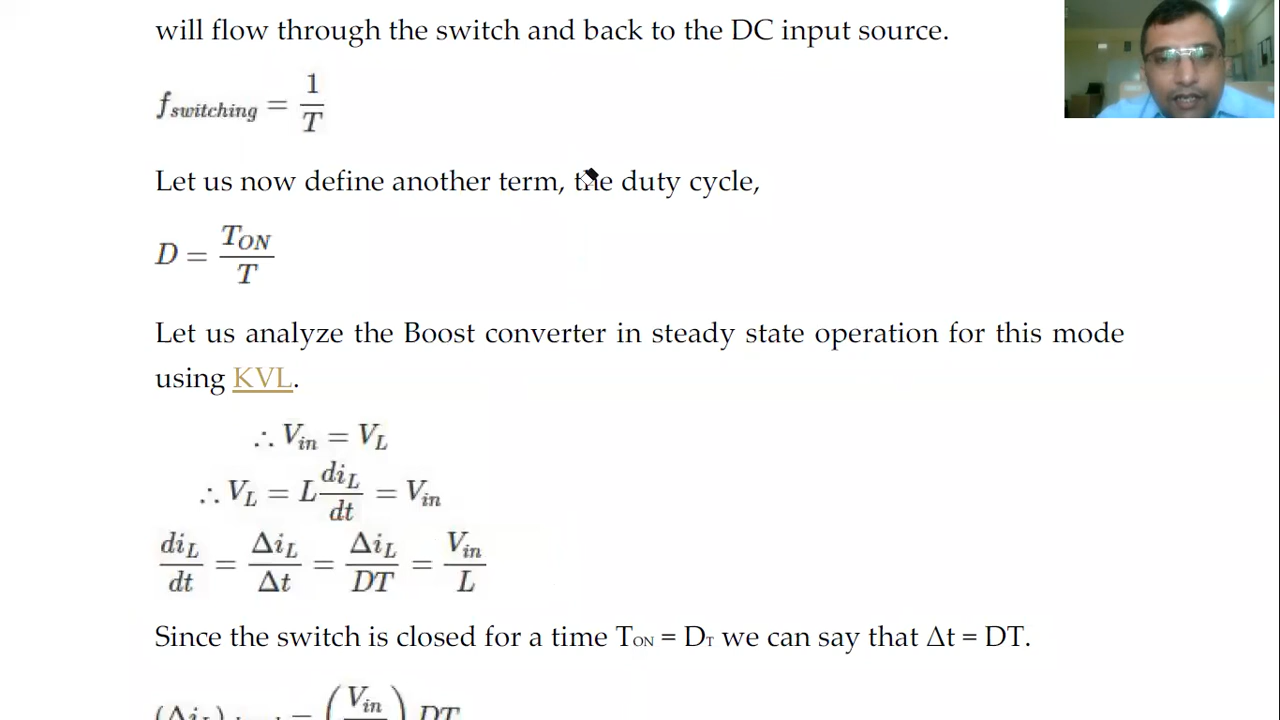 will flow through the switch and back to the DC input source.
f_switching = 1/T
Let us now define another term, the duty cycle,
D = T_ON/T
Let us analyze the Boost converter in steady state operation for this mode
using KVL.
∴ V_in = V_L
∴ V_L = L di_L/dt = V_in
di_L/dt = Δi_L/Δt = Δi_L/DT = V_in/L
Since the switch is closed for a time T_ON = D_T we can say that Δt = DT.